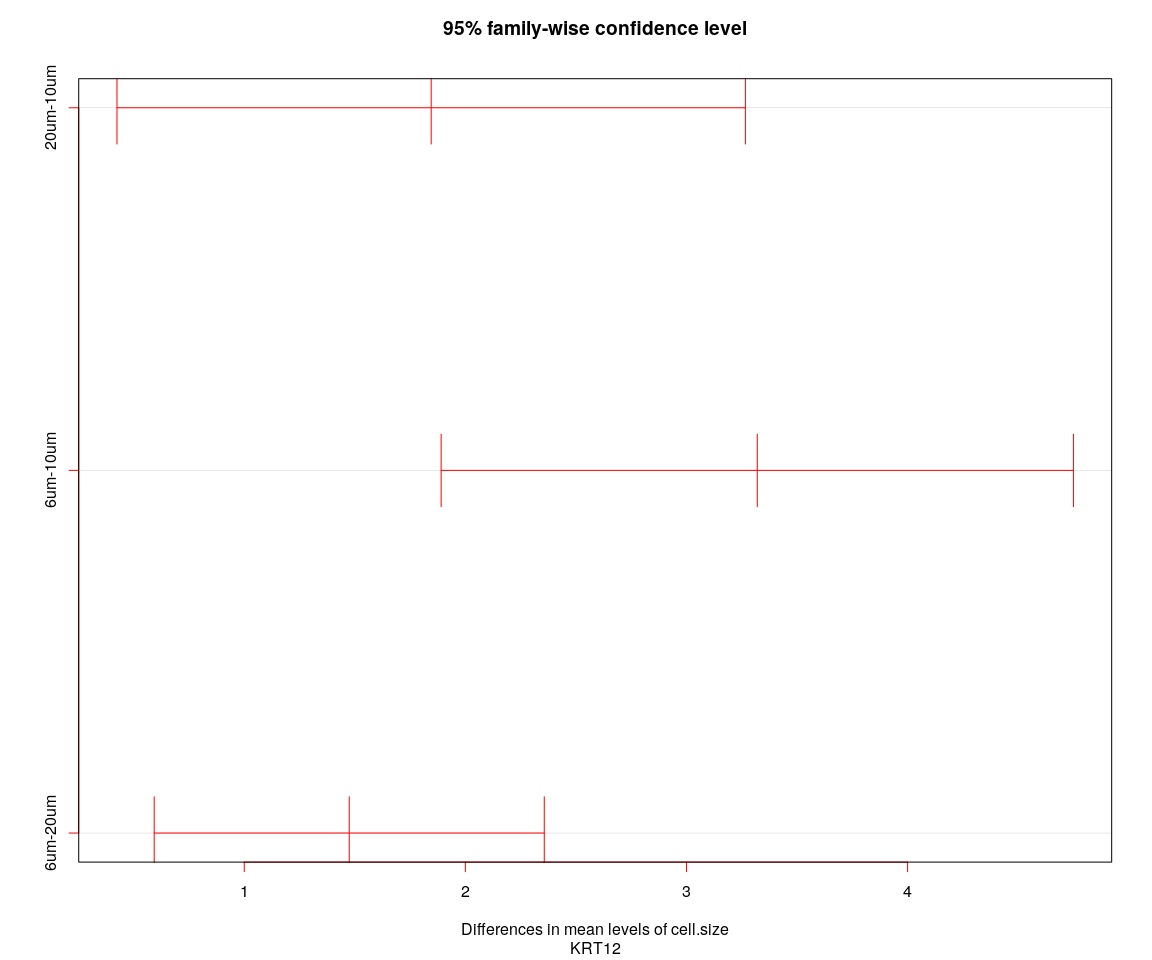 95% family-wise confidence level
20um-10um
6um-10um
6um-20um
1 2 3 4
Differences in mean levels of cell.size
KRT12